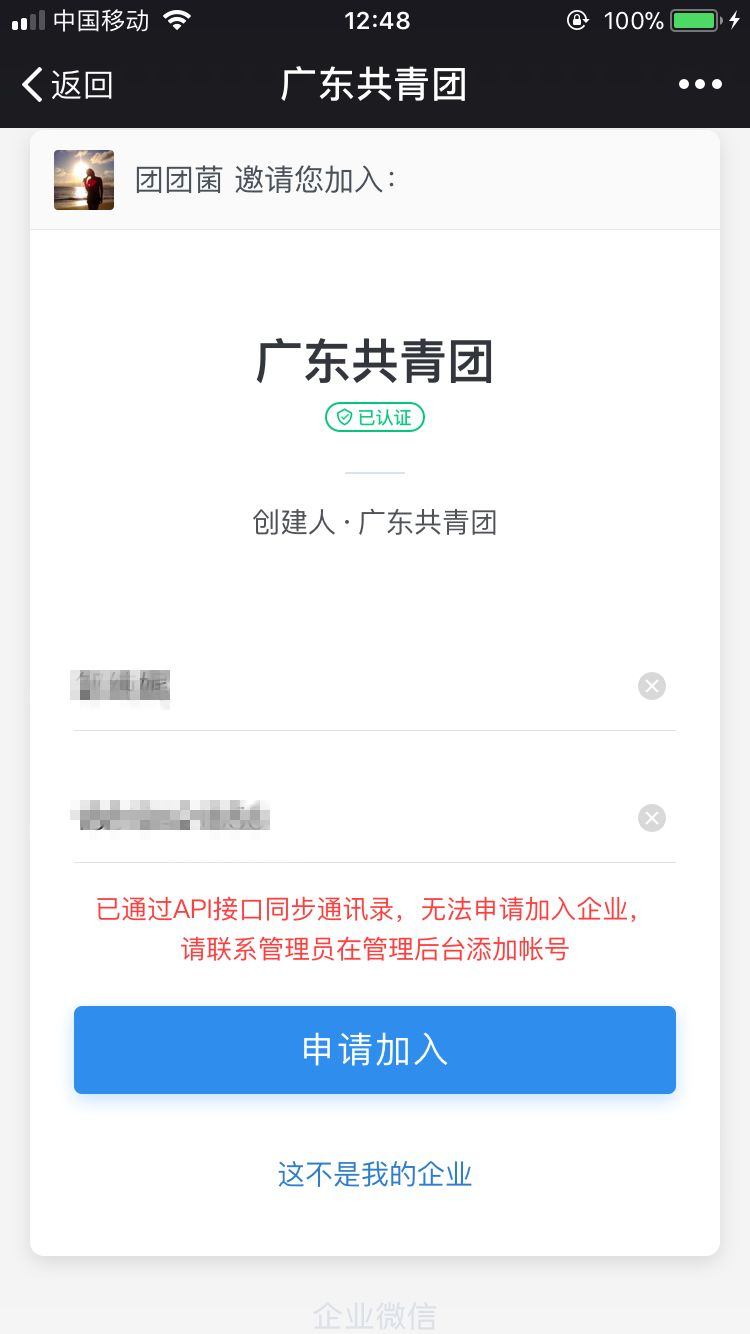 中国移动 12:48 100%
返回 广东共青团
团团菌 邀请您加入：
广东共青团
已认证
创建人 · 广东共青团
已通过API接口同步通讯录，无法申请加入企业，
请联系管理员在管理后台添加帐号
申请加入
这不是我的企业
企业微信